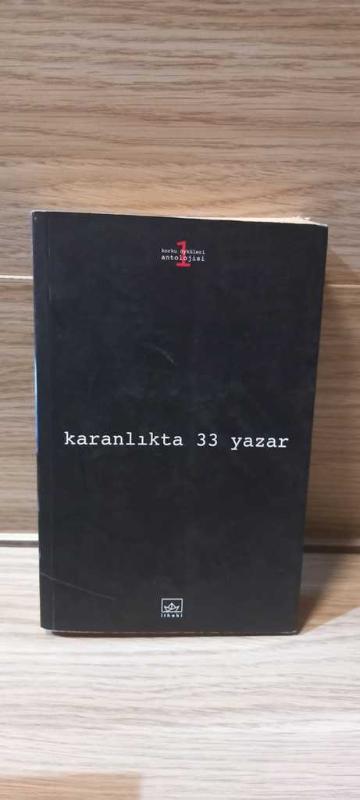 korku öyküleri
1
antolojisi
karanlıkta 33 yazar
ithaki